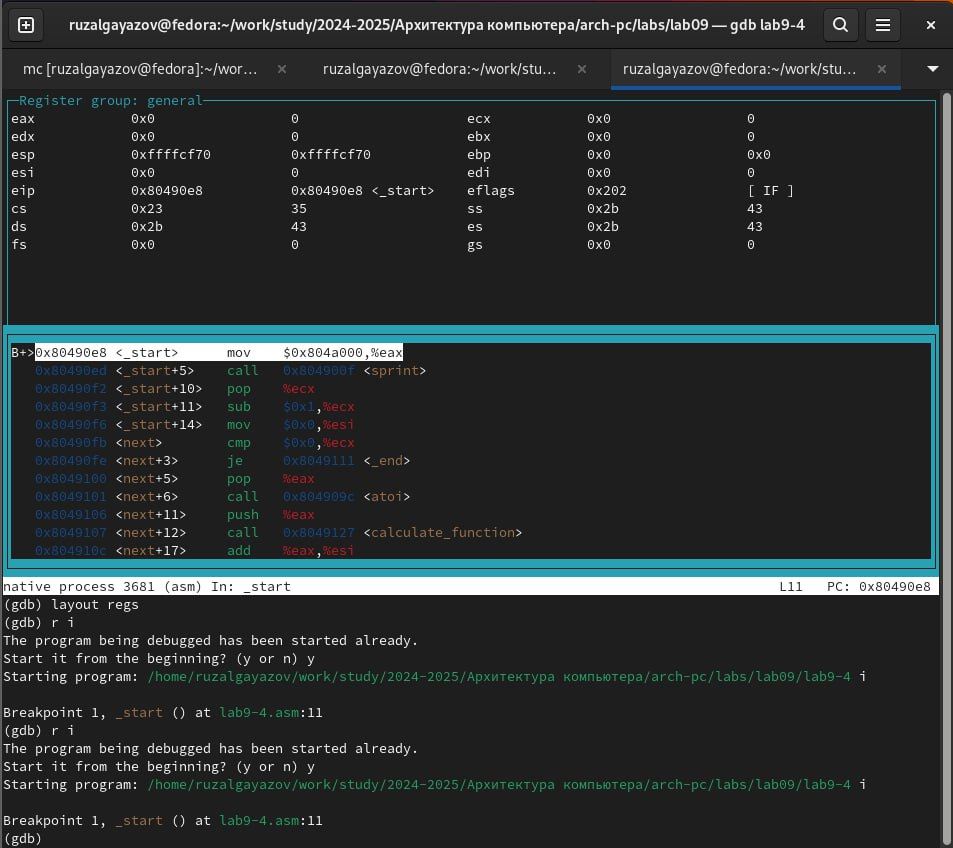 ruzalgayazov@fedora:~/work/study/2024-2025/Архитектура компьютера/arch-pc/labs/lab09 — gdb lab9-4
mc [ruzalgayazov@fedora]:~/wor... × ruzalgayazov@fedora:~/work/stu... × ruzalgayazov@fedora:~/work/stu... ×
Register group: general
eax 0x0 0 ecx 0x0 0
edx 0x0 0 ebx 0x0 0
esp 0xffffcf70 0xffffcf70 ebp 0x0 0x0
esi 0x0 0 edi 0x0 0
eip 0x80490e8 0x80490e8 <_start> eflags 0x202 [ IF ]
cs 0x23 35 ss 0x2b 43
ds 0x2b 43 es 0x2b 43
fs 0x0 0 gs 0x0 0
B+>0x80490e8 <_start> mov $0x804a000,%eax
0x80490ed <_start+5> call 0x804900f <sprint>
0x80490f2 <_start+10> pop %ecx
0x80490f3 <_start+11> sub $0x1,%ecx
0x80490f6 <_start+14> mov $0x0,%esi
0x80490fb <next> cmp $0x0,%ecx
0x80490fe <next+3> je 0x8049111 <_end>
0x8049100 <next+5> pop %eax
0x8049101 <next+6> call 0x804909c <atoi>
0x8049106 <next+11> push %eax
0x8049107 <next+12> call 0x8049127 <calculate_function>
0x804910c <next+17> add %eax,%esi
native process 3681 (asm) In: _start L11 PC: 0x80490e8
(gdb) layout regs
(gdb) r i
The program being debugged has been started already.
Start it from the beginning? (y or n) y
Starting program: /home/ruzalgayazov/work/study/2024-2025/Архитектура компьютера/arch-pc/labs/lab09/lab9-4 i
Breakpoint 1, _start () at lab9-4.asm:11
(gdb) r i
The program being debugged has been started already.
Start it from the beginning? (y or n) y
Starting program: /home/ruzalgayazov/work/study/2024-2025/Архитектура компьютера/arch-pc/labs/lab09/lab9-4 i
Breakpoint 1, _start () at lab9-4.asm:11
(gdb)